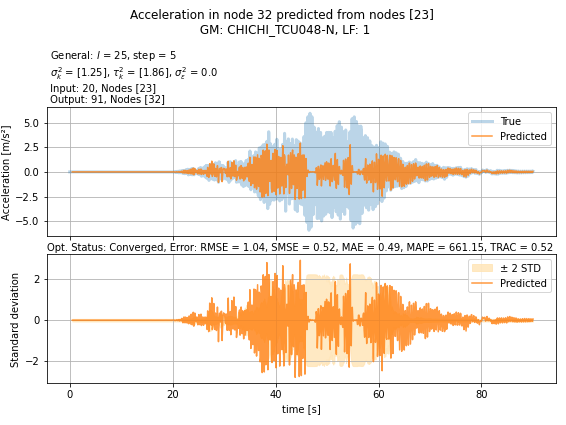 Acceleration in node 32 predicted from nodes [23]
GM: CHICHI_TCU048-N, LF: 1
General: l = 25, step = 5
σ²ₖ = [1.25], τ²ₖ = [1.86], σ²ε = 0.0
Input: 20, Nodes [23]
Output: 91, Nodes [32]
Acceleration [m/s²]
5.0
2.5
0.0
−2.5
−5.0
True
Predicted
Opt. Status: Converged, Error: RMSE = 1.04, SMSE = 0.52, MAE = 0.49, MAPE = 661.15, TRAC = 0.52
Standard deviation
2
0
−2
± 2 STD
Predicted
0 20 40 60 80
time [s]